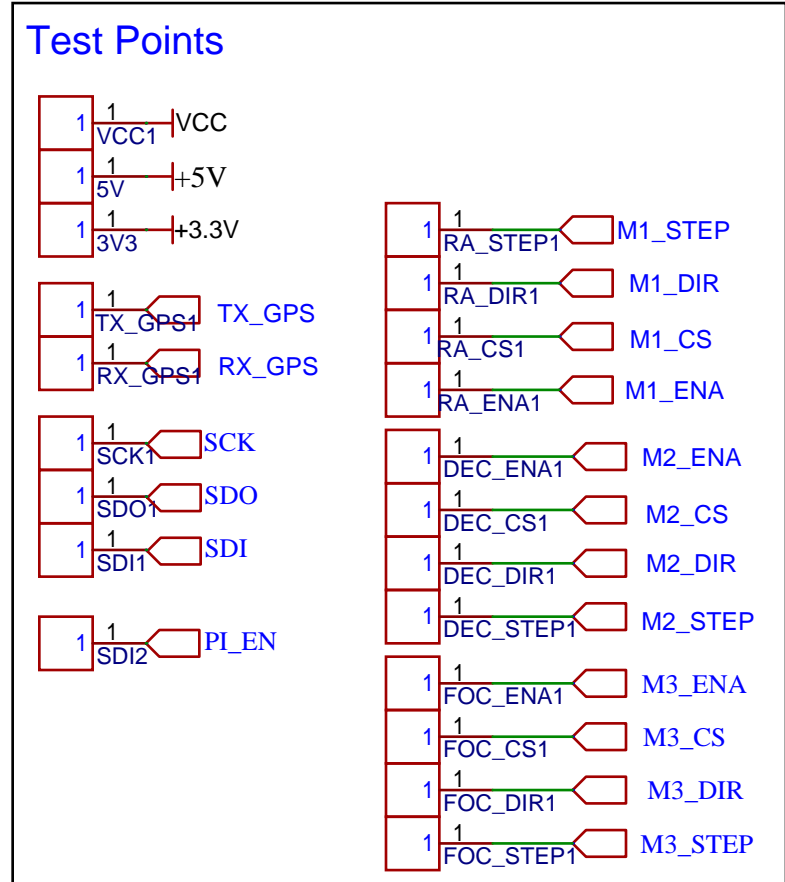 Test Points
1 1 VCC1 VCC
1 1 5V +5V
1 1 3V3 +3.3V
1 1 TX_GPS1 TX_GPS
1 1 RX_GPS1 RX_GPS
1 1 SCK1 SCK
1 1 SDO1 SDO
1 1 SDI1 SDI
1 1 SDI2 PI_EN
1 1 RA_STEP1 M1_STEP
1 1 RA_DIR1 M1_DIR
1 1 RA_CS1 M1_CS
1 1 RA_ENA1 M1_ENA
1 1 DEC_ENA1 M2_ENA
1 1 DEC_CS1 M2_CS
1 1 DEC_DIR1 M2_DIR
1 1 DEC_STEP1 M2_STEP
1 1 FOC_ENA1 M3_ENA
1 1 FOC_CS1 M3_CS
1 1 FOC_DIR1 M3_DIR
1 1 FOC_STEP1 M3_STEP